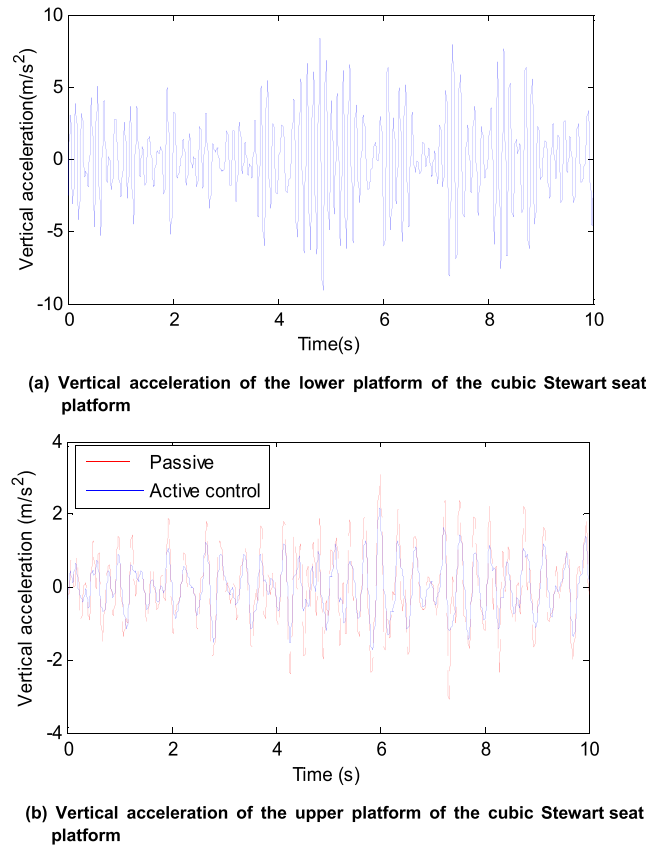 10
5
0
-5
-10
Vertical acceleration(m/s²)
0 2 4 6 8 10
Time(s)
(a) Vertical acceleration of the lower platform of the cubic Stewart seat
platform
4
2
0
-2
-4
Vertical acceleration (m/s²)
Passive
Active control
0 2 4 6 8 10
Time (s)
(b) Vertical acceleration of the upper platform of the cubic Stewart seat
platform